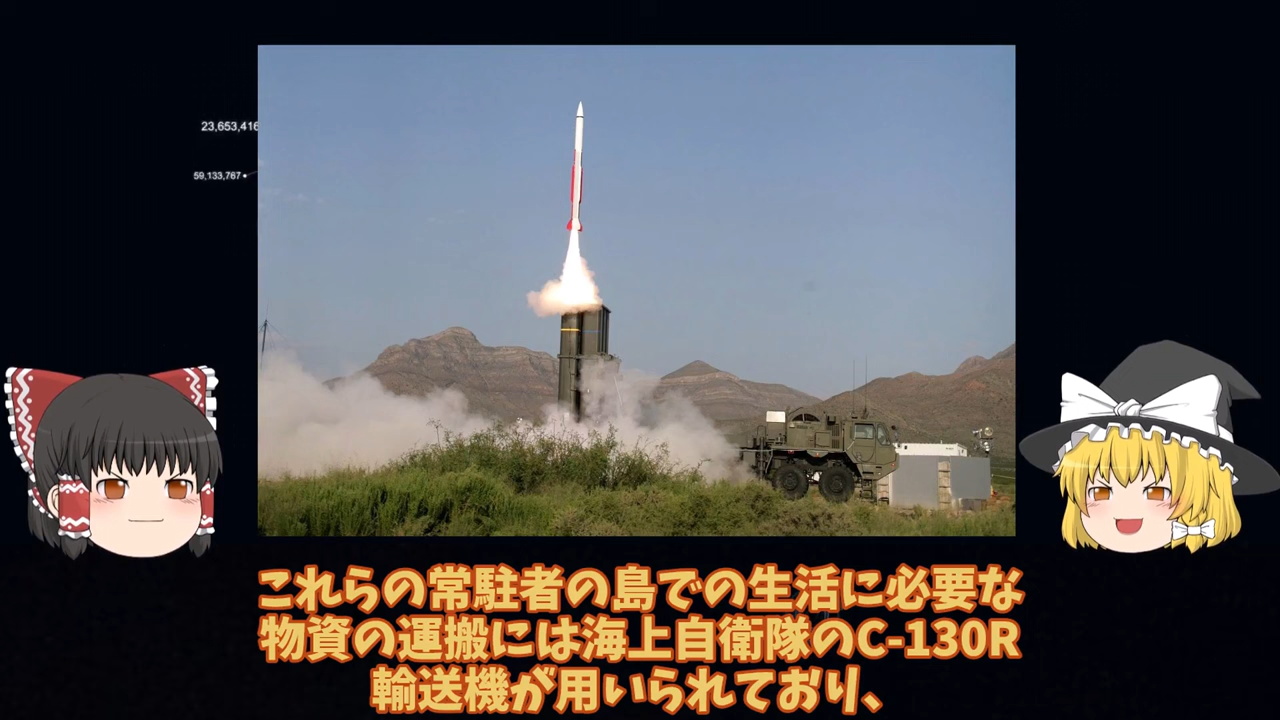 23,653,416
59,133,767
これらの常駐者の島での生活に必要な
物資の運搬には海上自衛隊のC-130R
輸送機が用いられており、